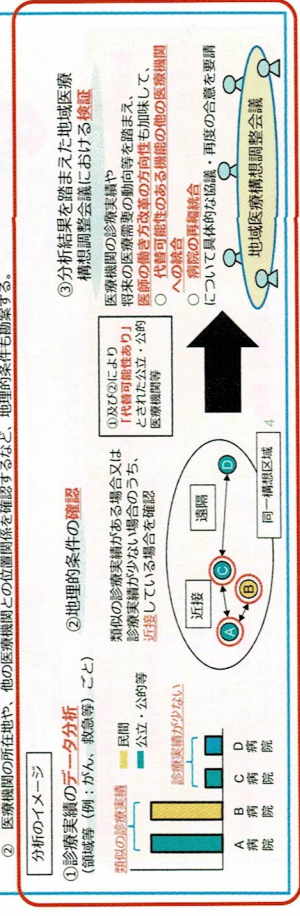 ② 医療機関の所在地や、他の医療機関との位置関係を確認するなど、地理的条件も勘案する。
分析のイメージ
①診療実績のデータ分析
(領域等(例:がん、救急等)ごと)
類似の診療実績
民間
公立・公的等
診療実績が少ない
A病院
B病院
C病院
D病院
②地理的条件の確認
類似の診療実績がある場合又は
診療実績が少ない場合のうち、
近接している場合を確認
近接
遠隔
A
B
C
D
同一構想区域
①及び②により
「代替可能性あり」
とされた公立・公的
医療機関等
4
③分析結果を踏まえた地域医療
構想調整会議における検証
医療機関の診療実績や
将来の医療需要の動向等を踏まえ、
医師の働き方改革の方向性も加味して、
○ 代替可能性のある機能の他の医療機関
への統合
○ 病院の再編統合
について具体的な協議・再度の合意を要請
地域医療構想調整会議